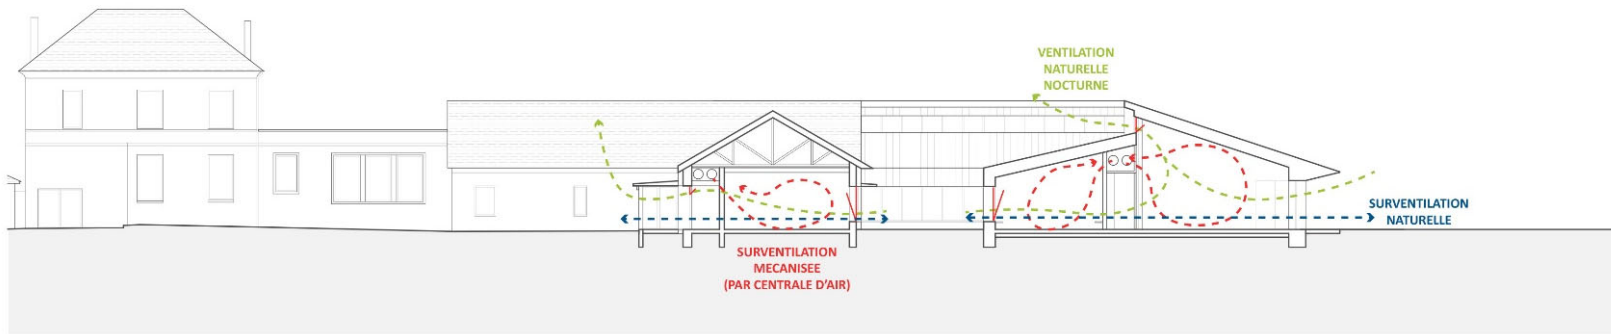 VENTILATION
NATURELLE
NOCTURNE
SURVENTILATION
NATURELLE
SURVENTILATION
MECANISEE
(PAR CENTRALE D'AIR)